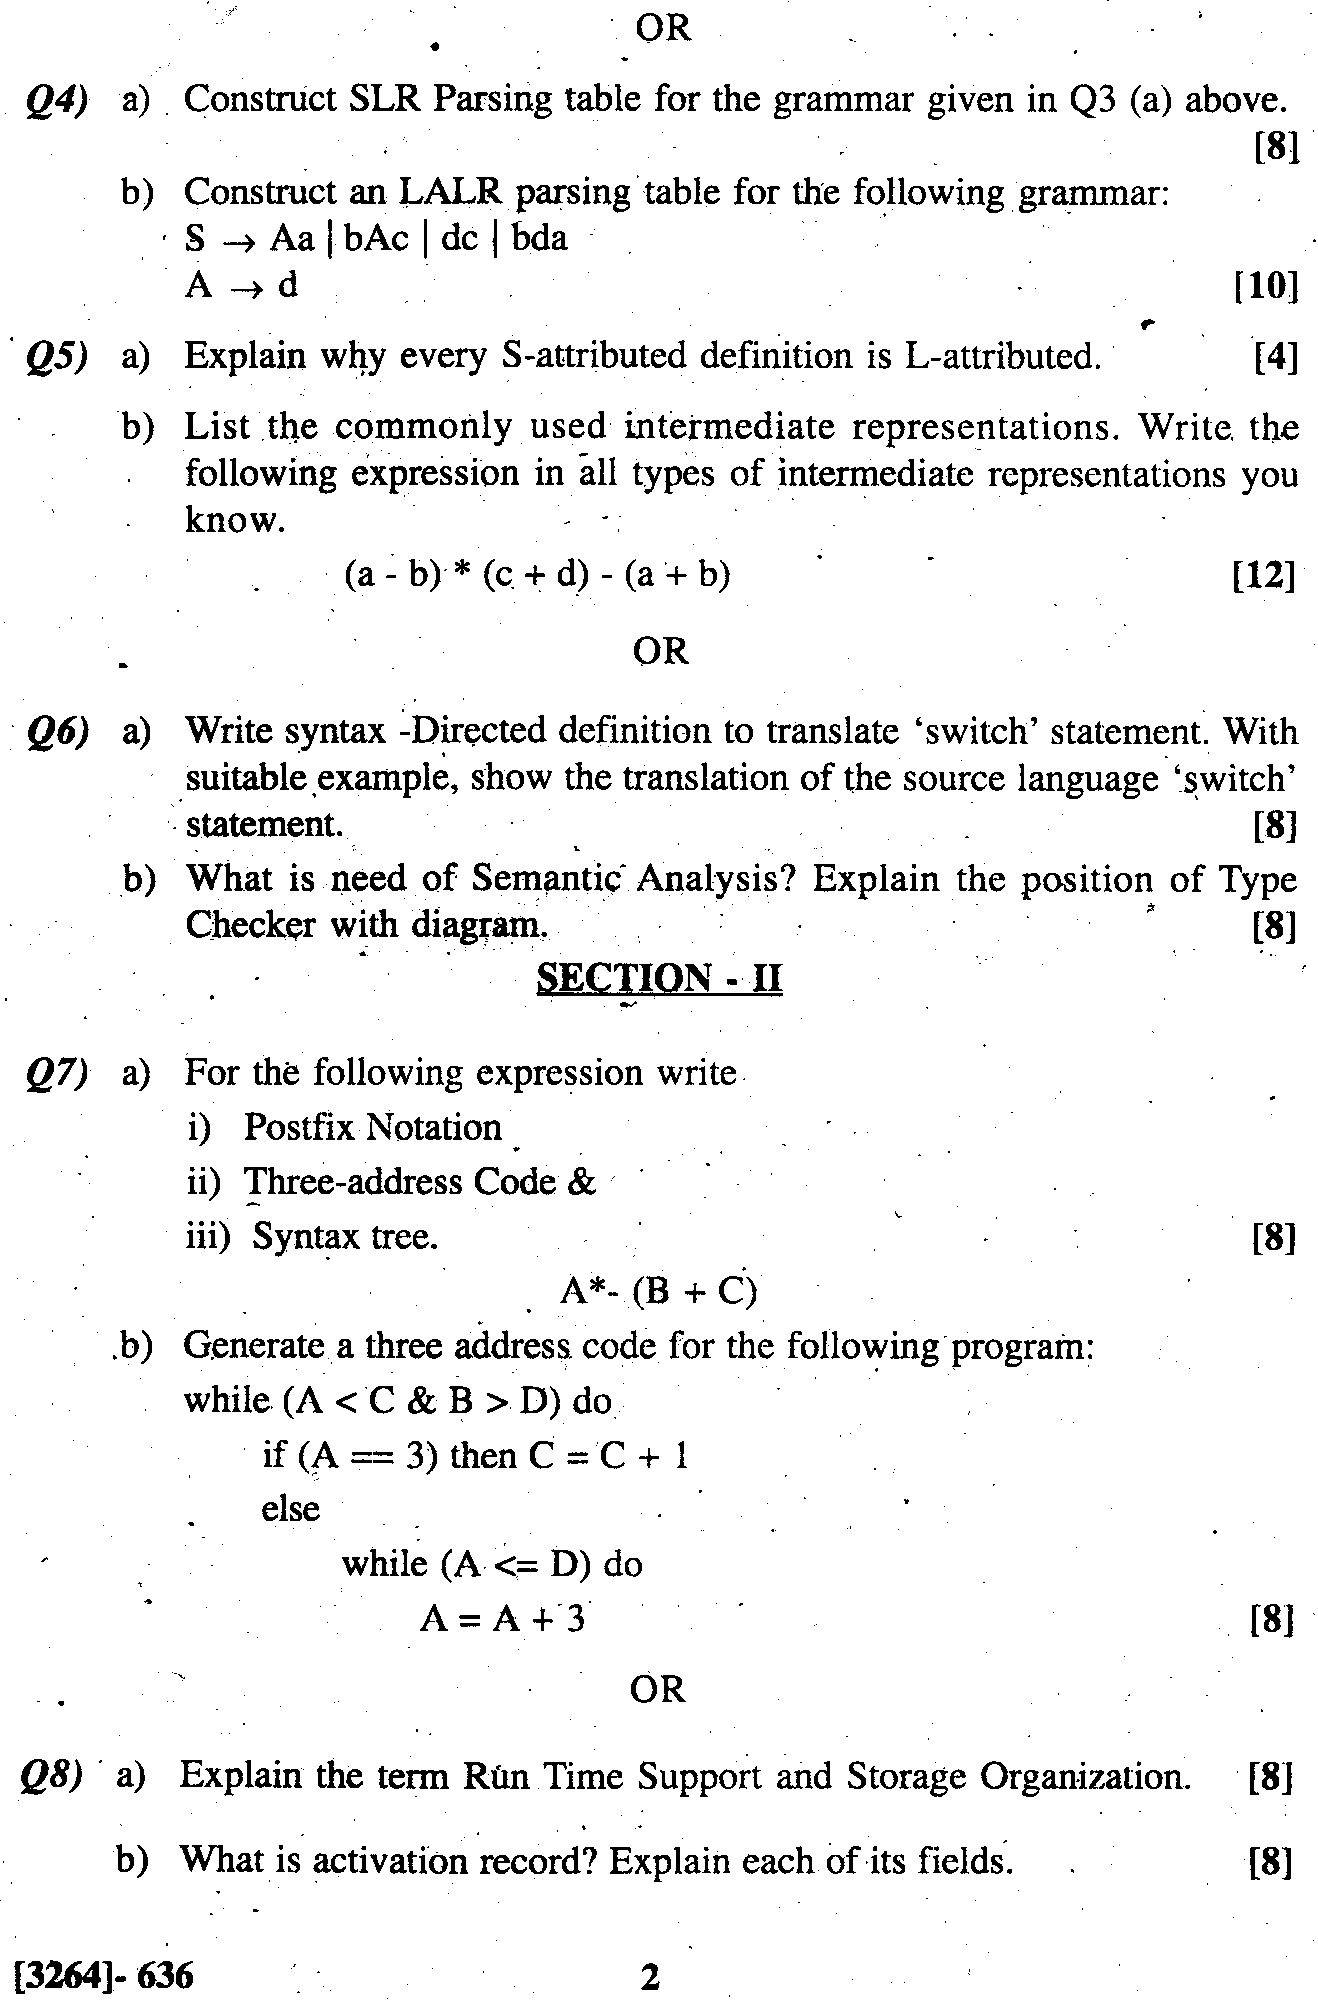 OR
Q4) a) Construct SLR Parsing table for the grammar given in Q3 (a) above.
[8]
b) Construct an LALR parsing table for the following grammar:
S → Aa | bAc | dc | bda
A → d [10]
Q5) a) Explain why every S-attributed definition is L-attributed. [4]
b) List the commonly used intermediate representations. Write the
following expression in all types of intermediate representations you
know.
(a - b) * (c + d) - (a + b) [12]
OR
Q6) a) Write syntax -Directed definition to translate ‘switch’ statement. With
suitable example, show the translation of the source language ‘switch’
statement. [8]
b) What is need of Semantic Analysis? Explain the position of Type
Checker with diagram. [8]
SECTION - II
Q7) a) For the following expression write
i) Postfix Notation
ii) Three-address Code &
iii) Syntax tree. [8]
A*- (B + C)
b) Generate a three address code for the following program:
while (A < C & B > D) do
if (A == 3) then C = C + 1
else
while (A <= D) do
A = A + 3 [8]
OR
Q8) a) Explain the term Run Time Support and Storage Organization. [8]
b) What is activation record? Explain each of its fields. [8]
[3264]- 636 2